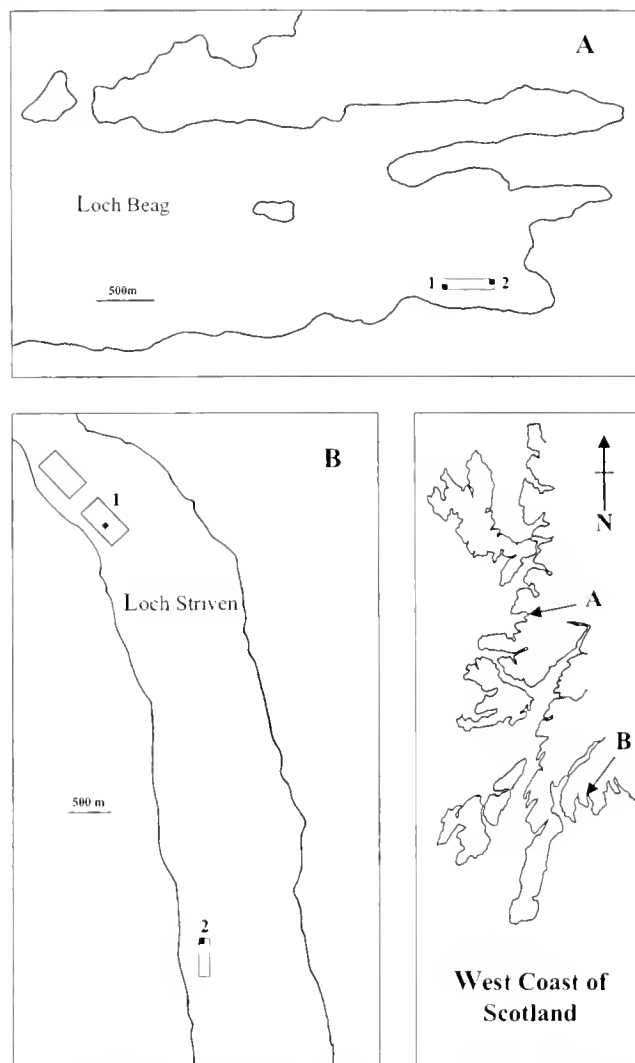 A
Loch Beag
500m
1
2
B
1
Loch Striven
500 m
2
N
A
B
West Coast of
Scotland